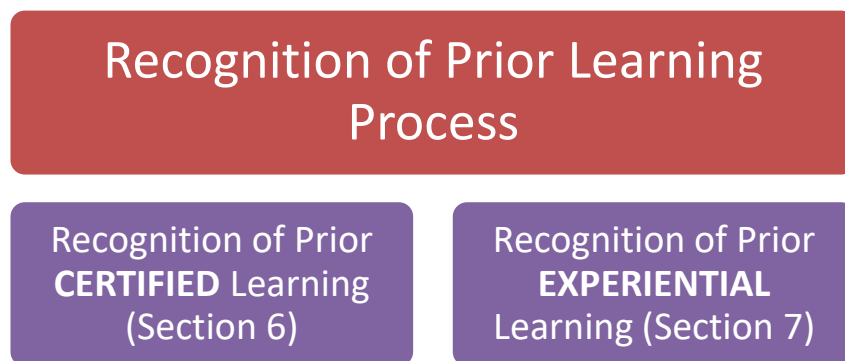 Recognition of Prior Learning
Process
Recognition of Prior
CERTIFIED Learning
(Section 6)
Recognition of Prior
EXPERIENTIAL
Learning (Section 7)